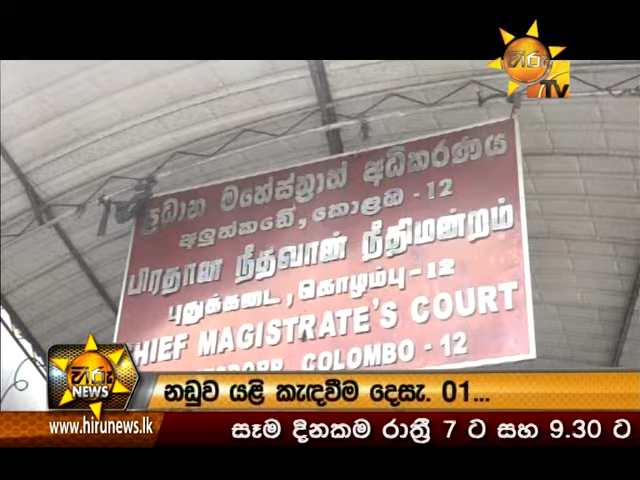 හිරු
TV
ප්‍රධාන මහේස්ත්‍රාත් අධිකරණය
අලුත්කඩේ, කොළඹ - 12
பிரதான நீதவான் நீதிமன்றம்
புதுக்கடை, கொழும்பு - 12
CHIEF MAGISTRATE'S COURT
COLOMBO - 12
හිරු
NEWS
නඩුව යළි කැඳවීම දෙසැ. 01...
www.hirunews.lk
සෑම දිනකම රාත්‍රී 7 ට සහ 9.30 ට